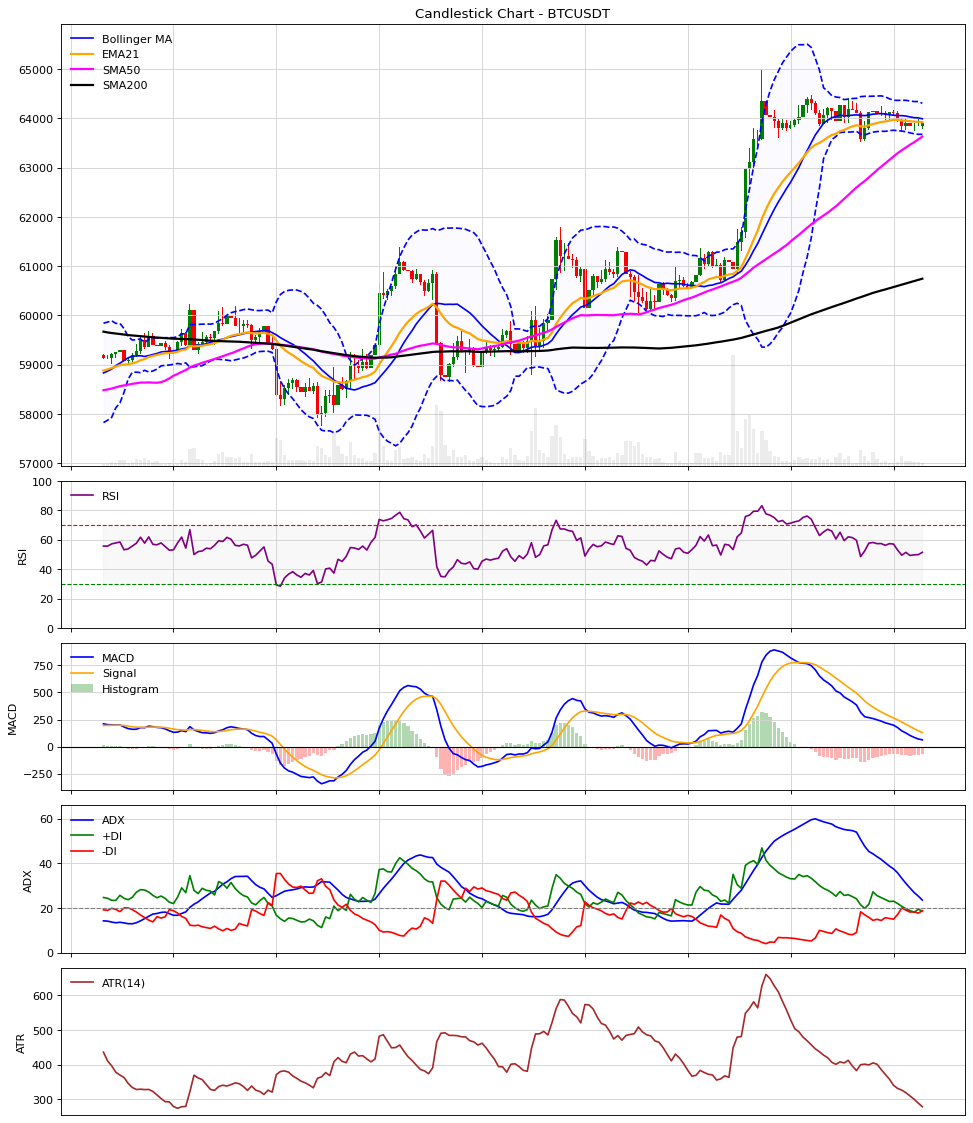 Candlestick Chart - BTCUSDT
Bollinger MA
EMA21
SMA50
SMA200
65000
64000
63000
62000
61000
60000
59000
58000
57000
RSI
RSI
100
80
60
40
20
0
MACD
Signal
Histogram
MACD
750
500
250
0
−250
ADX
+DI
-DI
ADX
60
40
20
0
ATR(14)
ATR
600
500
400
300